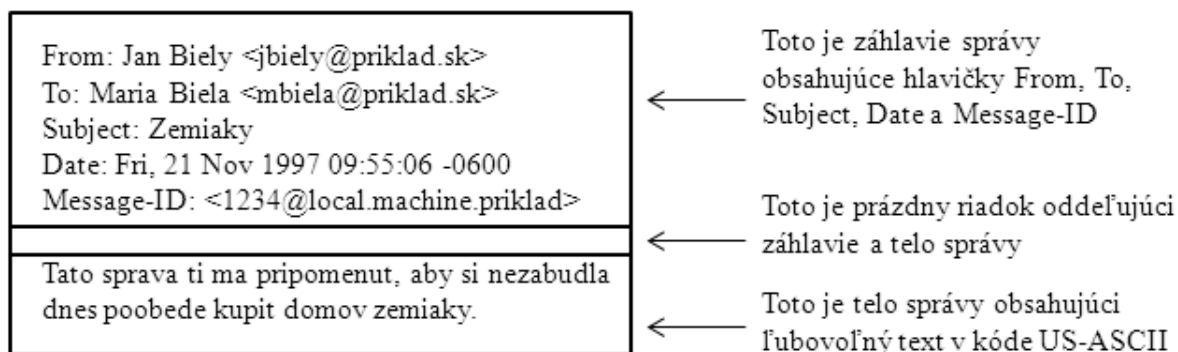 From: Jan Biely <jbiely@priklad.sk>
To: Maria Biela <mbiela@priklad.sk>
Subject: Zemiaky
Date: Fri, 21 Nov 1997 09:55:06 -0600
Message-ID: <1234@local.machine.priklad>
Tato sprava ti ma pripomenut, aby si nezabudla
dnes poobede kupit domov zemiaky.
Toto je záhlavie správy
obsahujúce hlavičky From, To,
Subject, Date a Message-ID
Toto je prázdny riadok oddeľujúci
záhlavie a telo správy
Toto je telo správy obsahujúci
ľubovoľný text v kóde US-ASCII